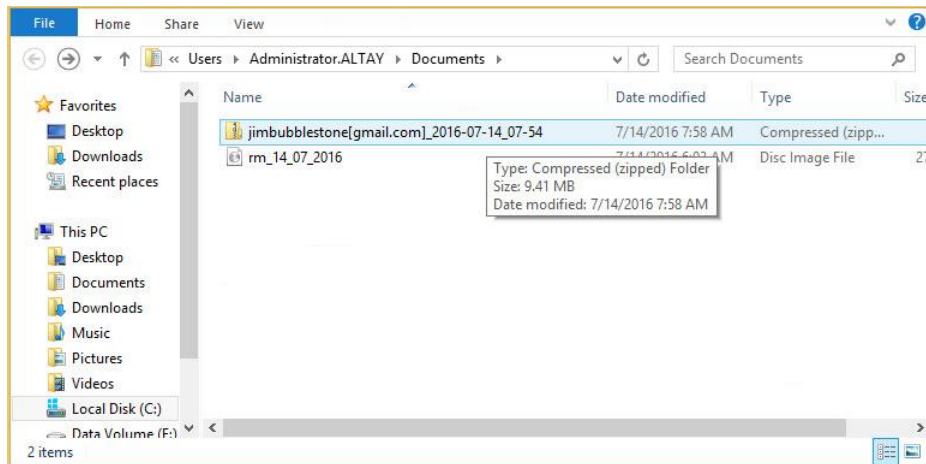 File Home Share View
« Users Administrator.ALTAY Documents Search Documents
Favorites
Desktop
Downloads
Recent places
This PC
Desktop
Documents
Downloads
Music
Pictures
Videos
Local Disk (C:)
Data Volume (E:)
Name Date modified Type Size
jimbubblestone[gmail.com]_2016-07-14_07-54 7/14/2016 7:58 AM Compressed (zipp...
rm_14_07_2016 AM Disc Image File 27
Type: Compressed (zipped) Folder
Size: 9.41 MB
Date modified: 7/14/2016 7:58 AM
2 items